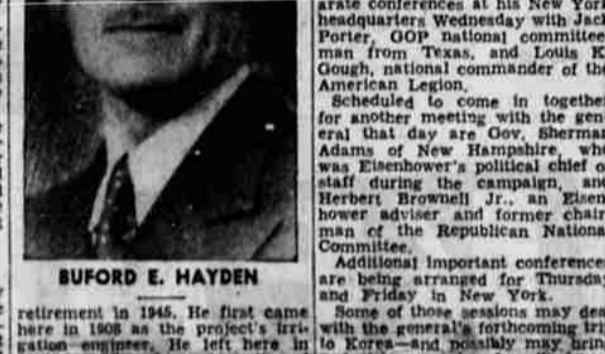 BUFORD E. HAYDEN
retirement in 1945. He first came
here in 1908 as the project's irri-
gation engineer. He left here in
arate conferences at his New York
headquarters Wednesday with Jack
Porter, GOP national committee
man from Texas, and Louis K
Gough, national commander of the
American Legion.
Scheduled to come in together
for another meeting with the gen
eral that day are Gov. Sherman
Adams of New Hampshire, who
was Eisenhower's political chief o
staff during the campaign, and
Herbert Brownell Jr., an Eisen
hower adviser and former chair
man of the Republican National
Committee.
Additional important conference
are being arranged for Thursda
and Friday in New York.
Some of those sessions may dea
with the general's forthcoming tri
to Korea—and possibly may bring